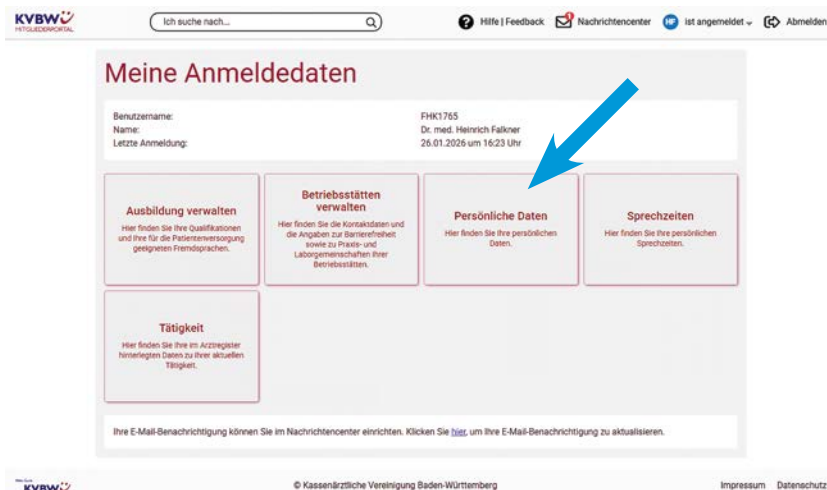 KVBW
MITGLIEDERPORTAL
Ich suche nach...
Hilfe | Feedback
Nachrichtencenter
HF
ist angemeldet
Abmelden
Meine Anmeldedaten
Benutzername: FHK1765
Name: Dr. med. Heinrich Falkner
Letzte Anmeldung: 26.01.2026 um 16:23 Uhr
Ausbildung verwalten
Hier finden Sie Ihre Qualifikationen
und Ihre für die Patientenversorgung
geeigneten Fremdsprachen.
Betriebsstätten
verwalten
Hier finden Sie die Kontaktdaten und
die Angaben zur Barrierefreiheit
sowie zu Praxis- und
Laborgemeinschaften Ihrer
Betriebsstätten.
Persönliche Daten
Hier finden Sie Ihre persönlichen
Daten.
Sprechzeiten
Hier finden Sie Ihre persönlichen
Sprechzeiten.
Tätigkeit
Hier finden Sie Ihre im Arztregister
hinterlegten Daten zu Ihrer aktuellen
Tätigkeit.
Ihre E-Mail-Benachrichtigung können Sie im Nachrichtencenter einrichten. Klicken Sie hier, um Ihre E-Mail-Benachrichtigung zu aktualisieren.
KVBW
© Kassenärztliche Vereinigung Baden-Württemberg
Impressum Datenschutz